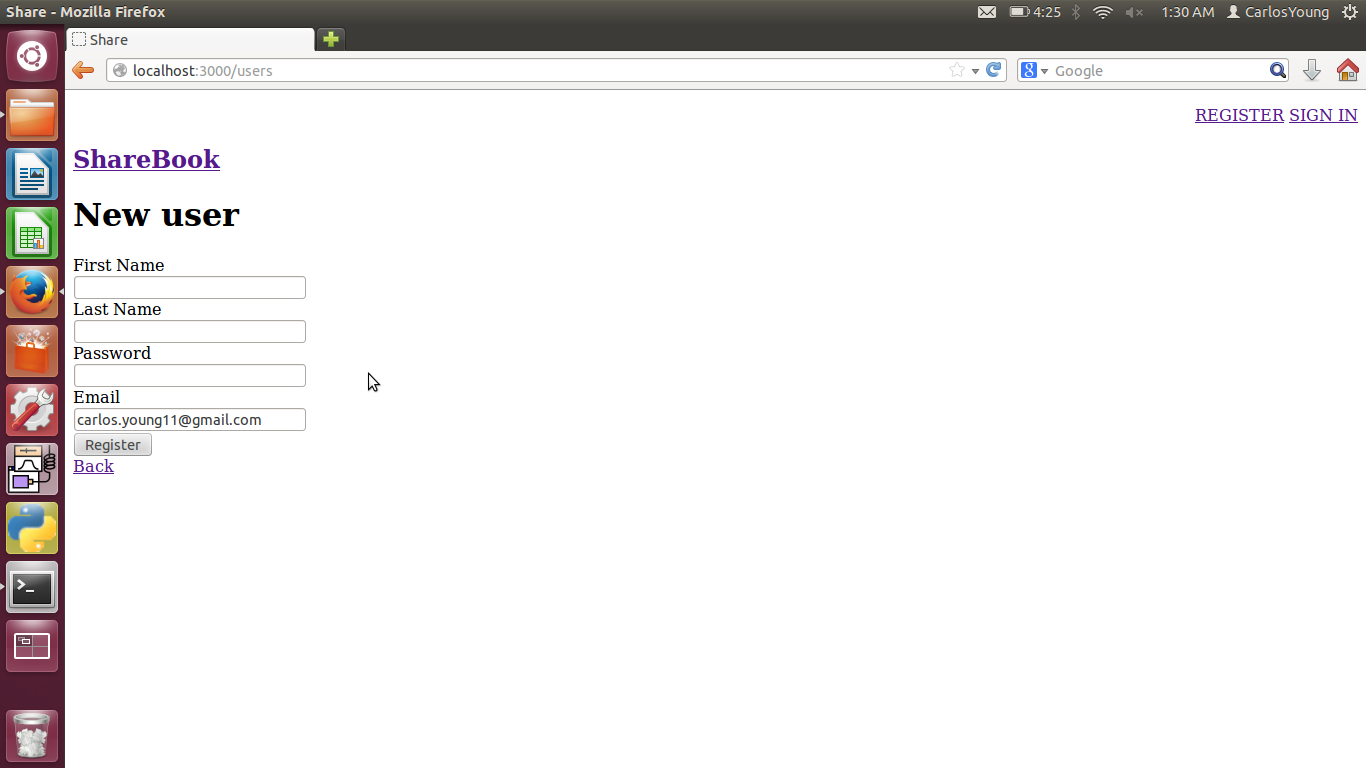 Share - Mozilla Firefox
4:25
1:30 AM
CarlosYoung
Share
localhost:3000/users
8
Google
REGISTER SIGN IN
ShareBook
New user
First Name
Last Name
Password
Email
carlos.young11@gmail.com
Register
Back
>_